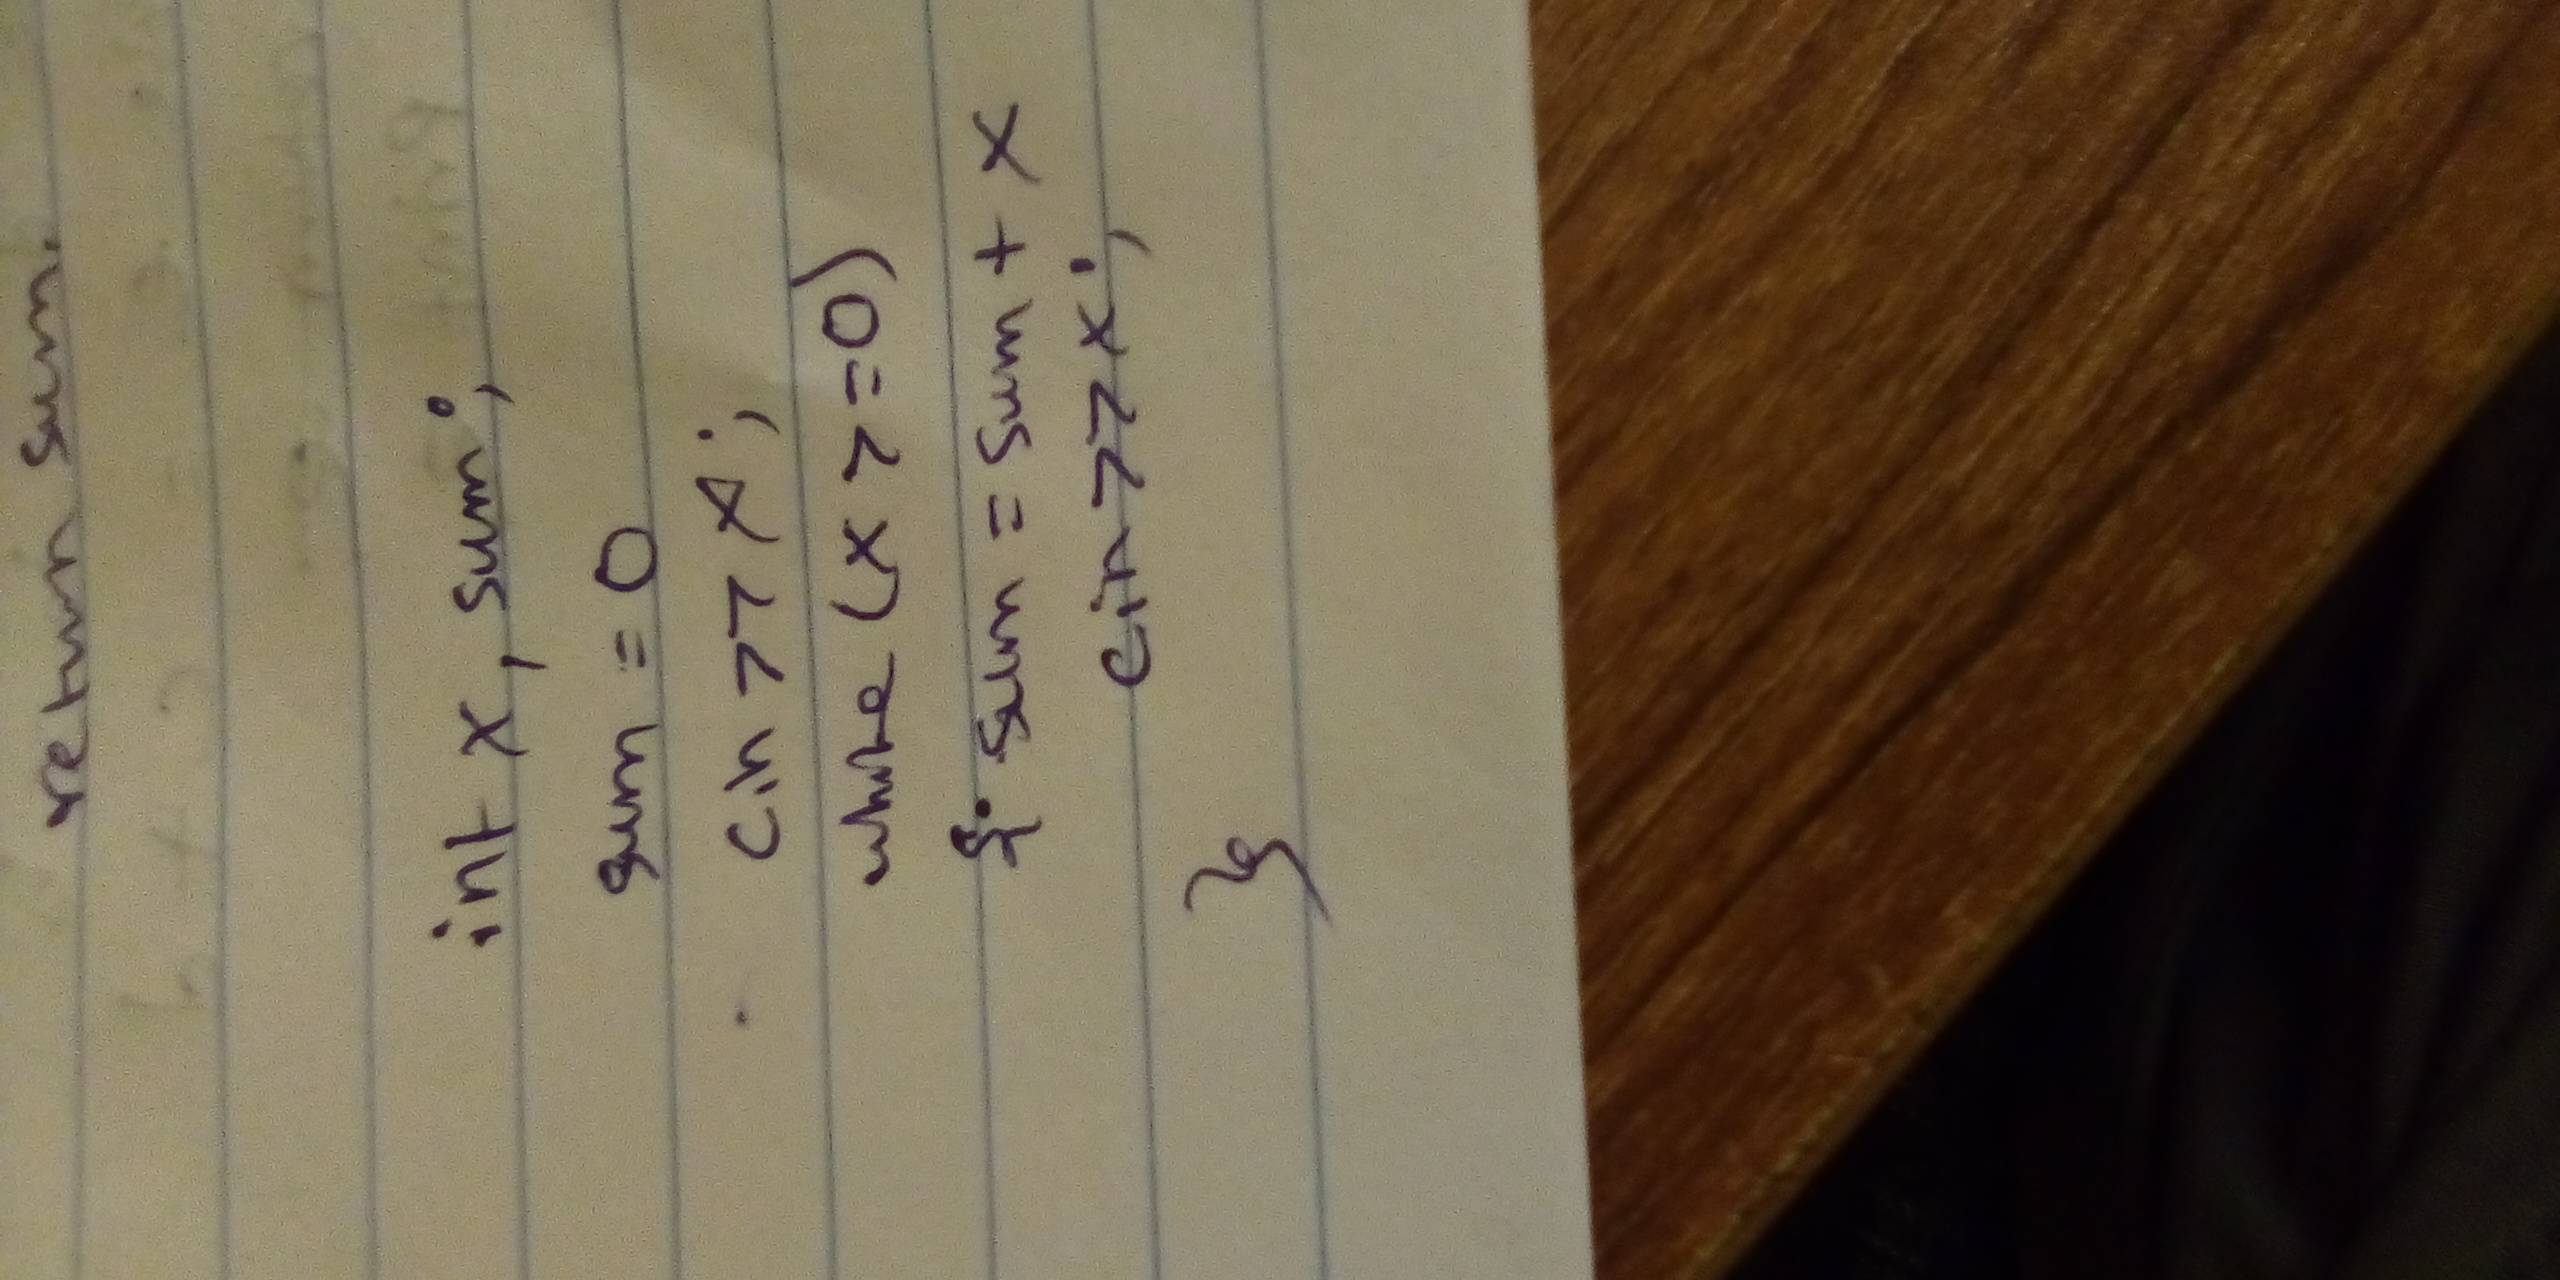 return sum.
int x, sum;
sum = 0
cin >> x;
while (x >= 0)
{ sum = sum + x
cin >> x;
}